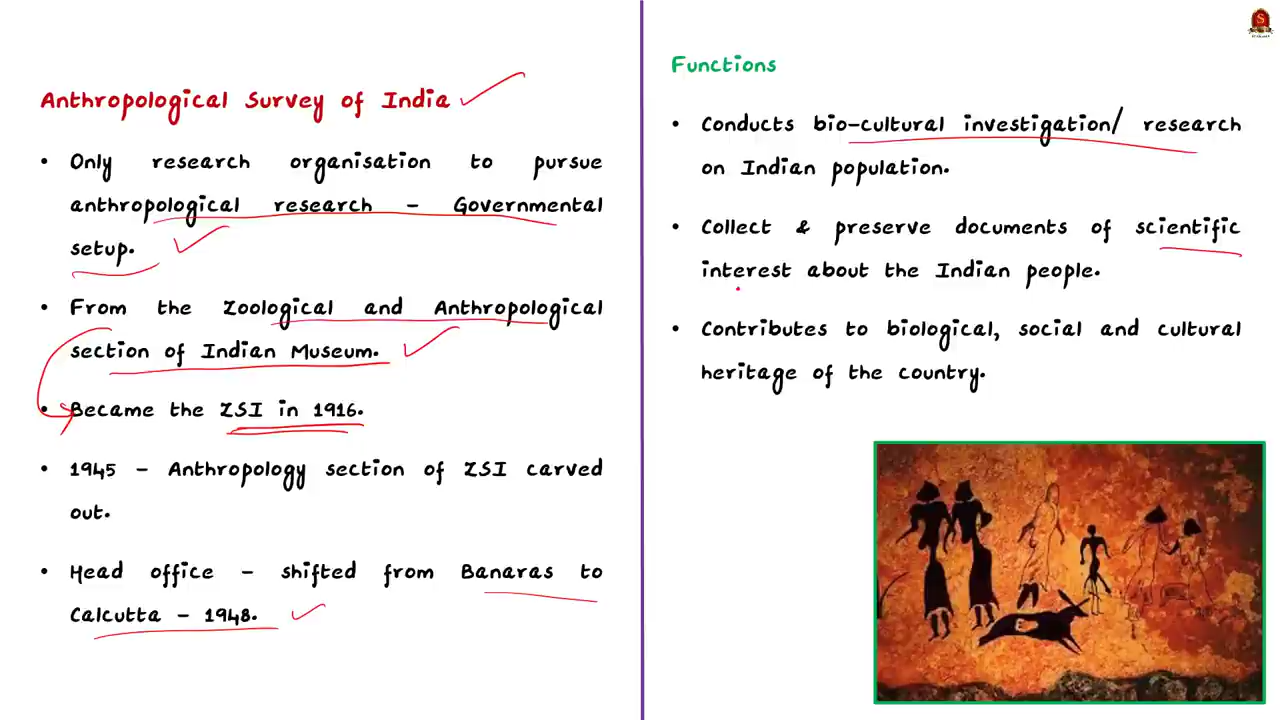 Anthropological Survey of India
• Only research organisation to pursue
anthropological research – Governmental
setup.
• From the Zoological and Anthropological
section of Indian Museum.
• Became the ZSI in 1916.
• 1945 – Anthropology section of ZSI carved
out.
• Head office – shifted from Banaras to
Calcutta – 1948.
Functions
• Conducts bio-cultural investigation/ research
on Indian population.
• Collect & preserve documents of scientific
interest about the Indian people.
• Contributes to biological, social and cultural
heritage of the country.